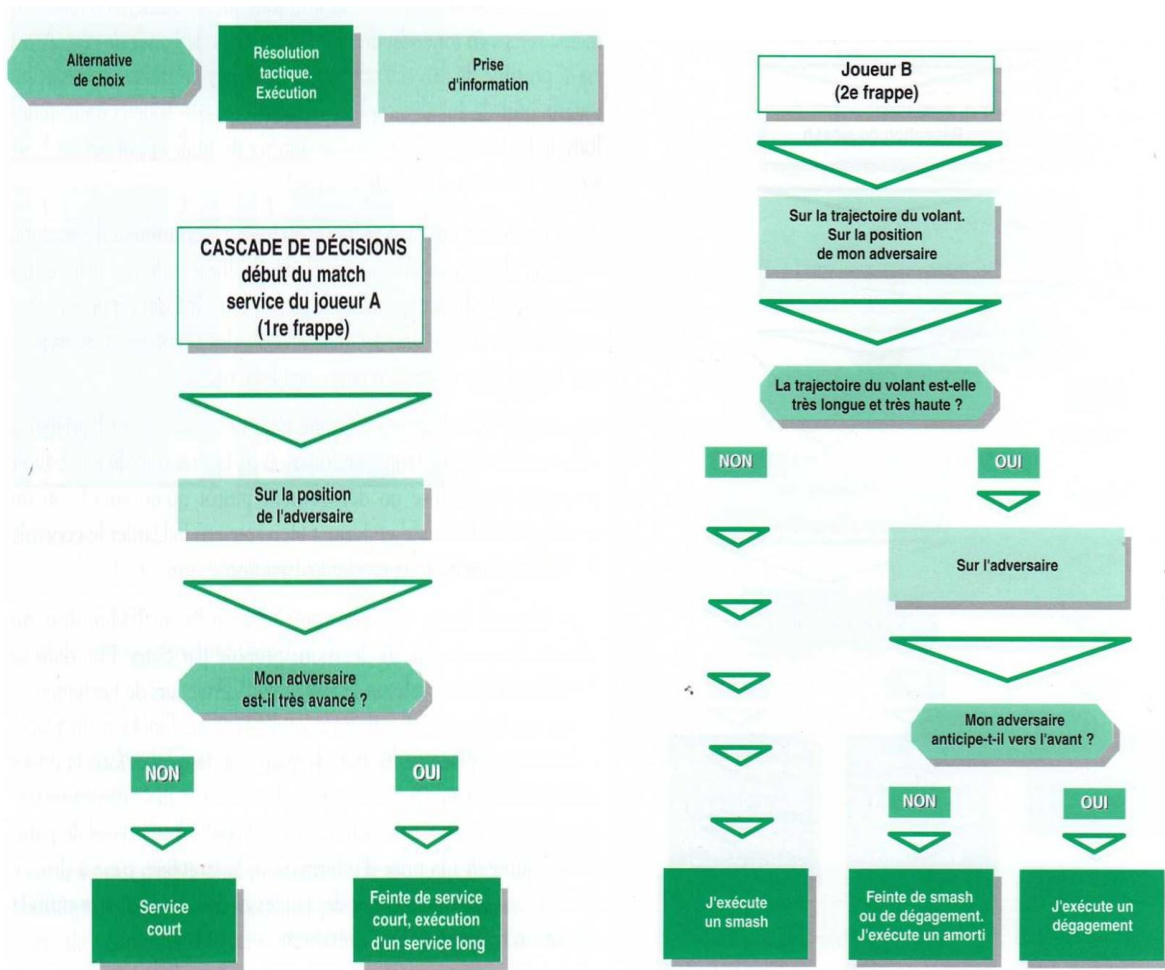 Alternative
de choix
Résolution
tactique.
Exécution
Prise
d'information
CASCADE DE DÉCISIONS
début du match
service du joueur A
(1re frappe)
Sur la position
de l'adversaire
Mon adversaire
est-il très avancé ?
NON
OUI
Service
court
Feinte de service
court, exécution
d'un service long
Joueur B
(2e frappe)
Sur la trajectoire du volant.
Sur la position
de mon adversaire
La trajectoire du volant est-elle
très longue et très haute ?
NON
OUI
Sur l'adversaire
Mon adversaire
anticipe-t-il vers l'avant ?
NON
OUI
J'exécute
un smash
Feinte de smash
ou de dégagement.
J'exécute un amorti
J'exécute un
dégagement